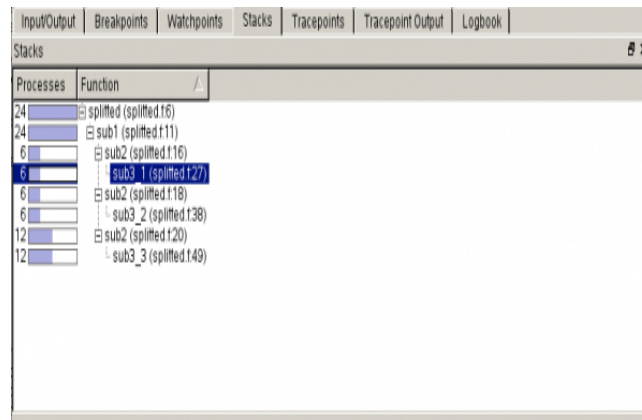 Input/Output Breakpoints Watchpoints Stacks Tracepoints Tracepoint Output Logbook
Stacks
Processes Function
24 splitted (splitted.f:6)
24 sub1 (splitted.f:11)
6 sub2 (splitted.f:16)
6 sub3_1 (splitted.f:27)
6 sub2 (splitted.f:18)
6 sub3_2 (splitted.f:38)
12 sub2 (splitted.f:20)
12 sub3_3 (splitted.f:49)